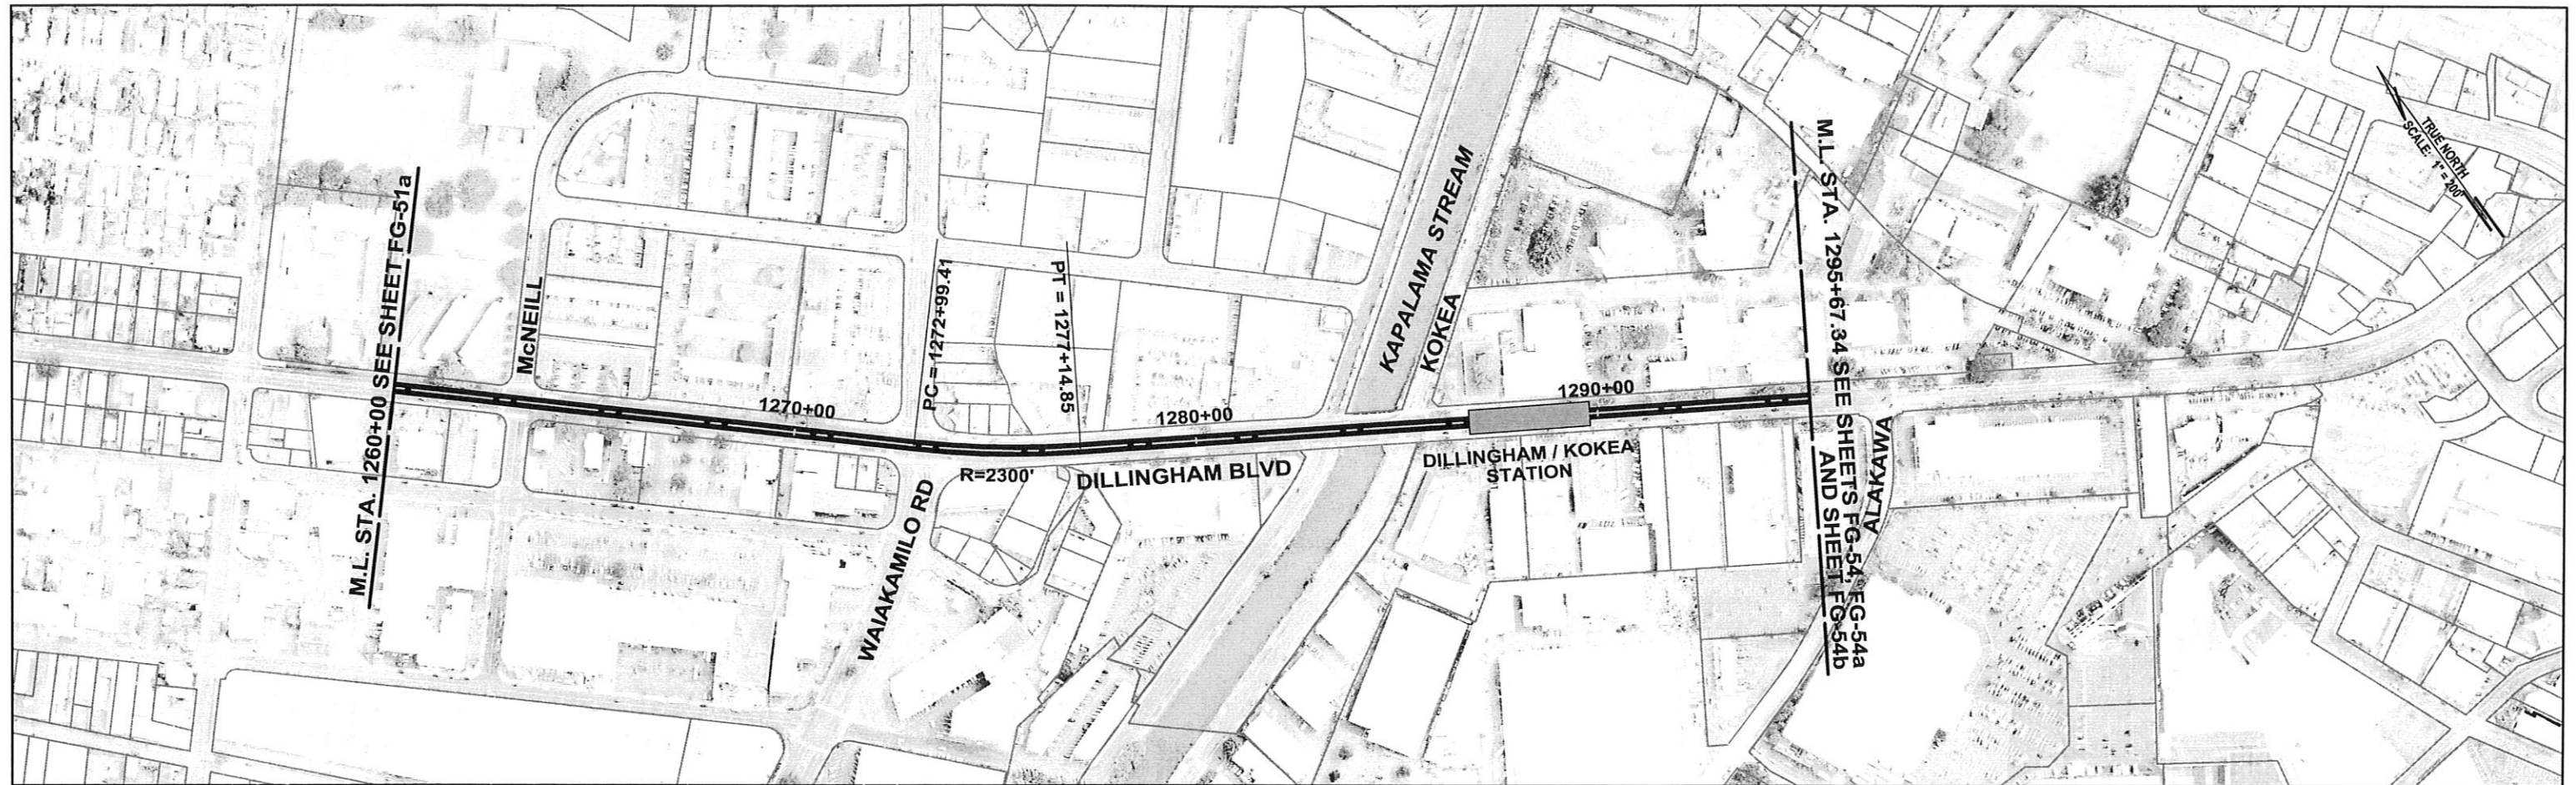 M.L. STA. 1260+00 SEE SHEET FG-51a
McNEILL
1270+00
PC = 1272+99.41
PT = 1277+14.85
WAIAKAMILO RD
R=2300'
DILLINGHAM BLVD
1280+00
KAPALAMA STREAM
KOKEA
DILLINGHAM / KOKEA
STATION
1290+00
M.L. STA. 1295+67.34 SEE SHEETS FG-54, FG-54a
AND SHEET FG-54b
ALAKAWA
TRUE NORTH
SCALE: 1" = 200'